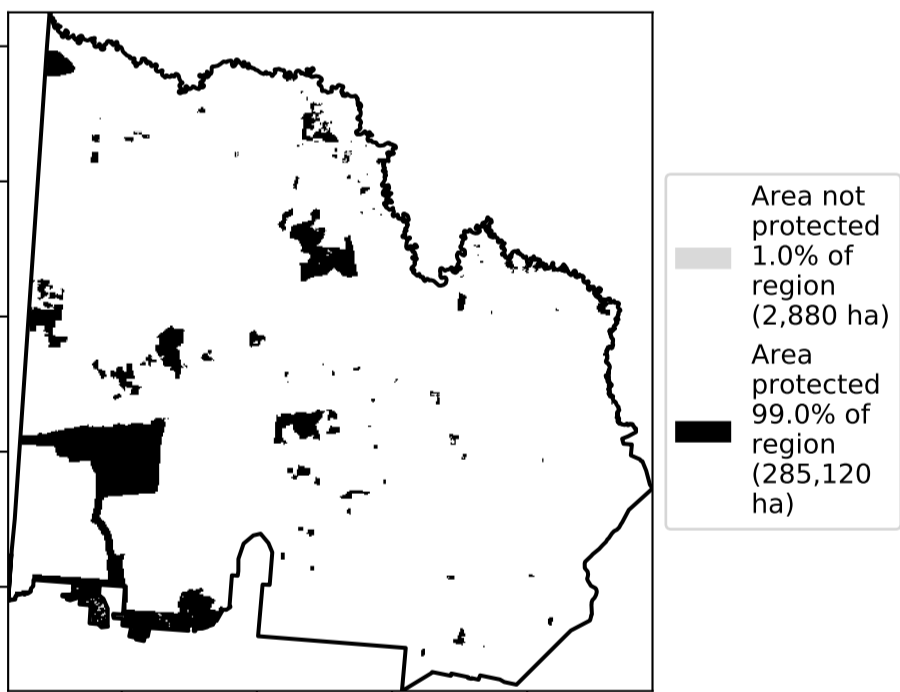 Area not
protected
1.0% of
region
(2,880 ha)
Area
protected
99.0% of
region
(285,120
ha)